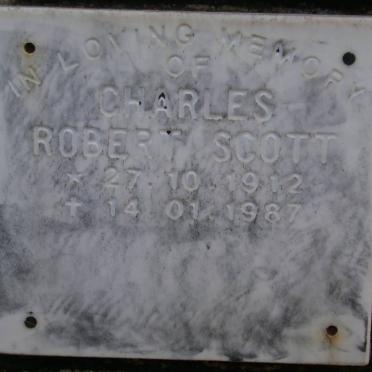 IN LOVING MEMORY
OF
CHARLES
ROBERT SCOTT
* 27.10.1912
✝ 14.01.1987